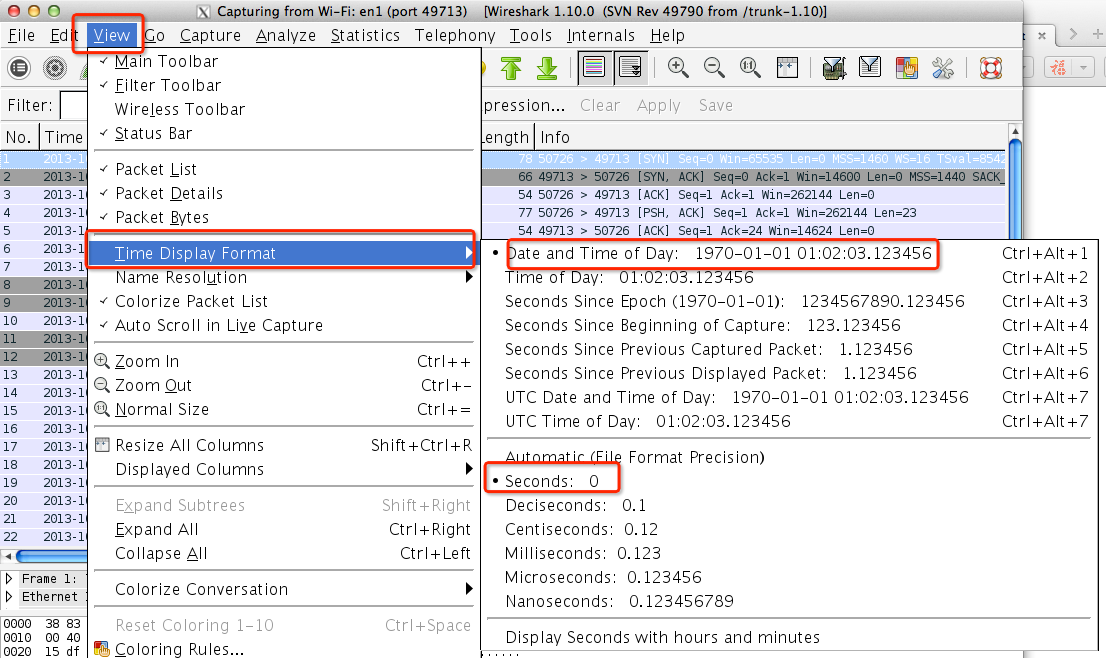 Capturing from Wi-Fi: en1 (port 49713) [Wireshark 1.10.0 (SVN Rev 49790 from /trunk-1.10)]
File Edit View Go Capture Analyze Statistics Telephony Tools Internals Help
Main Toolbar
Filter Toolbar
Wireless Toolbar
Status Bar
Packet List
Packet Details
Packet Bytes
Time Display Format
Name Resolution
Colorize Packet List
Auto Scroll in Live Capture
Zoom In Ctrl++
Zoom Out Ctrl+-
Normal Size Ctrl+=
Resize All Columns Shift+Ctrl+R
Displayed Columns
Expand Subtrees Shift+Right
Expand All Ctrl+Right
Collapse All Ctrl+Left
Colorize Conversation
Reset Coloring 1-10 Ctrl+Space
Coloring Rules...
福
Filter: pression... Clear Apply Save
No. Time ength Info
1 2013-1 78 50726 > 49713 [SYN] Seq=0 Win=65535 Len=0 MSS=1460 WS=16 TSval=8542
2 2013-1 66 49713 > 50726 [SYN, ACK] Seq=0 Ack=1 Win=14600 Len=0 MSS=1440 SACK_
3 2013-1 54 50726 > 49713 [ACK] Seq=1 Ack=1 Win=262144 Len=0
4 2013-1 77 50726 > 49713 [PSH, ACK] Seq=1 Ack=1 Win=262144 Len=23
5 2013-1 54 49713 > 50726 [ACK] Seq=1 Ack=24 Win=14624 Len=0
6 2013-1
7 2013-1
8 2013-1
9 2013-1
10 2013-1
11 2013-1
12 2013-1
13 2013-1
14 2013-1
15 2013-1
16 2013-1
17 2013-1
18 2013-1
19 2013-1
20 2013-1
21 2013-1
22 2013-1
Date and Time of Day: 1970-01-01 01:02:03.123456 Ctrl+Alt+1
Time of Day: 01:02:03.123456 Ctrl+Alt+2
Seconds Since Epoch (1970-01-01): 1234567890.123456 Ctrl+Alt+3
Seconds Since Beginning of Capture: 123.123456 Ctrl+Alt+4
Seconds Since Previous Captured Packet: 1.123456 Ctrl+Alt+5
Seconds Since Previous Displayed Packet: 1.123456 Ctrl+Alt+6
UTC Date and Time of Day: 1970-01-01 01:02:03.123456 Ctrl+Alt+7
UTC Time of Day: 01:02:03.123456 Ctrl+Alt+7
Automatic (File Format Precision)
Seconds: 0
Deciseconds: 0.1
Centiseconds: 0.12
Milliseconds: 0.123
Microseconds: 0.123456
Nanoseconds: 0.123456789
Display Seconds with hours and minutes
Frame 1:
Ethernet
0000 38 83
0010 00 40
0020 15 df